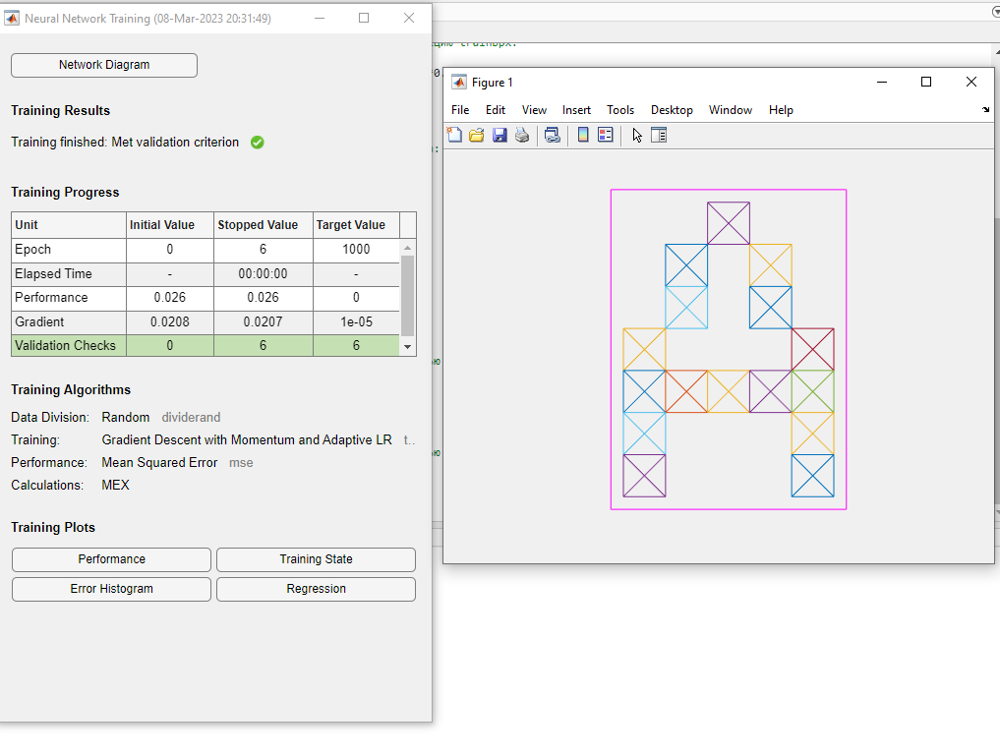 Neural Network Training (08-Mar-2023 20:31:49)
Network Diagram
Training Results
Training finished: Met validation criterion
Training Progress
Unit Initial Value Stopped Value Target Value
Epoch 0 6 1000
Elapsed Time - 00:00:00 -
Performance 0.026 0.026 0
Gradient 0.0208 0.0207 1e-05
Validation Checks 0 6 6
Training Algorithms
Data Division: Random dividerand
Training: Gradient Descent with Momentum and Adaptive LR t..
Performance: Mean Squared Error mse
Calculations: MEX
Training Plots
Performance Training State
Error Histogram Regression
Figure 1
File Edit View Insert Tools Desktop Window Help